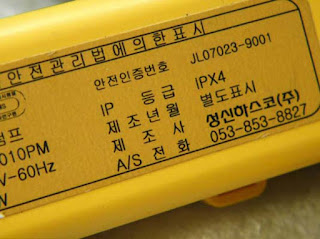 안전관리법에의한표시
안전인증번호 JL07023-9001
IP 등급 IPX4
제조년월 별도표시
제조사 성신하스코(주)
A/S 전화 053-853-8827
펌프
010PM
V-60Hz
W